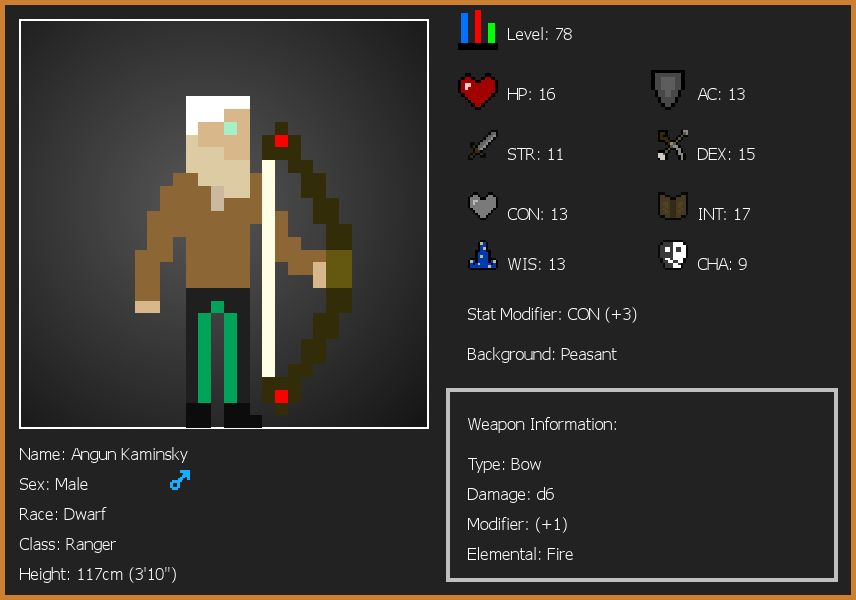 Level: 78
HP: 16
AC: 13
STR: 11
DEX: 15
CON: 13
INT: 17
WIS: 13
CHA: 9
Stat Modifier: CON (+3)
Background: Peasant
Name: Angun Kaminsky
Sex: Male
Race: Dwarf
Class: Ranger
Height: 117cm (3'10")
Weapon Information:
Type: Bow
Damage: d6
Modifier: (+1)
Elemental: Fire